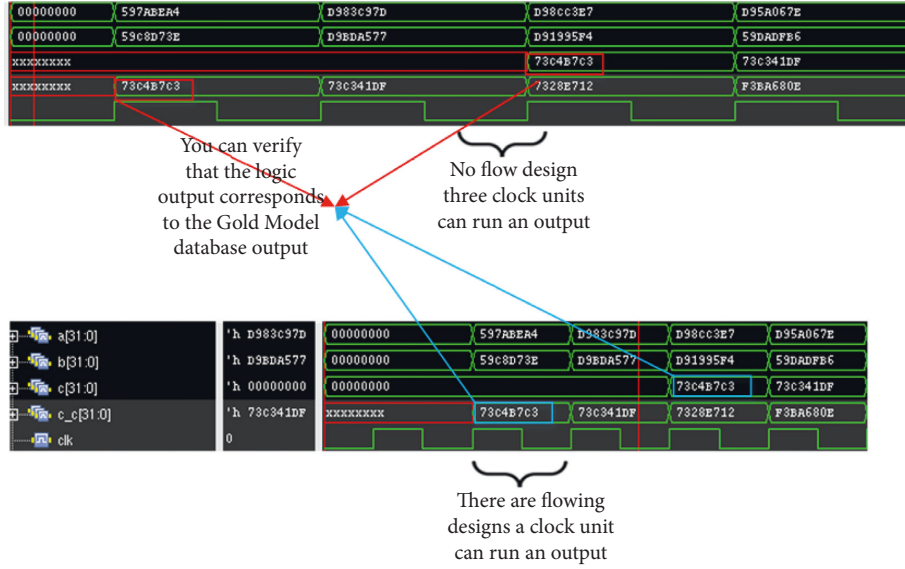 00000000 597ABEA4 D983C97D D98CC3E7 D95A067E
00000000 59C8D73E D9BDA577 D91995F4 59DADFB6
xxxxxxxx 73C4B7C3 73C341DF
xxxxxxxx 73C4B7C3 73C341DF 7328E712 F3BA680E
You can verify
that the logic
output corresponds
to the Gold Model
database output
No flow design
three clock units
can run an output
a[31:0] 'h D983C97D 00000000 597ABEA4 D983C97D D98CC3E7 D95A067E
b[31:0] 'h D9BDA577 00000000 59C8D73E D9BDA577 D91995F4 59DADFB6
c[31:0] 'h 00000000 00000000 73C4B7C3 73C341DF
c_c[31:0] 'h 73C341DF xxxxxxxx 73C4B7C3 73C341DF 7328E712 F3BA680E
clk 0
There are flowing
designs a clock unit
can run an output